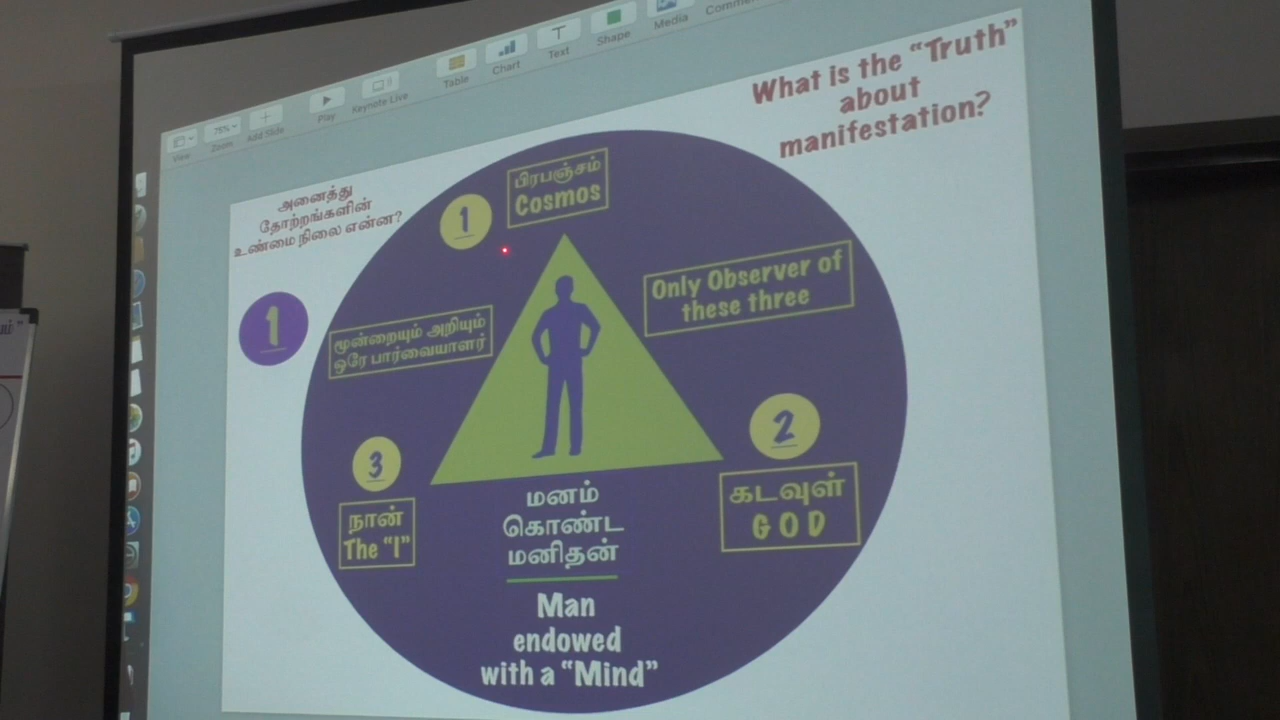 Table
Chart
Text
Shape
Media
View
75%
Zoom
Add Slide
Play
Keynote Live
What is the “Truth”
about
manifestation?
அனைத்து
தோற்றங்களின்
உண்மை நிலை என்ன?
1
1
பிரபஞ்சம்
Cosmos
Only Observer of
these three
மூன்றையும் அறியும்
ஒரே பார்வையாளர்
2
கடவுள்
GOD
3
நான்
The “I”
மனம்
கொண்ட
மனிதன்
Man
endowed
with a “Mind”